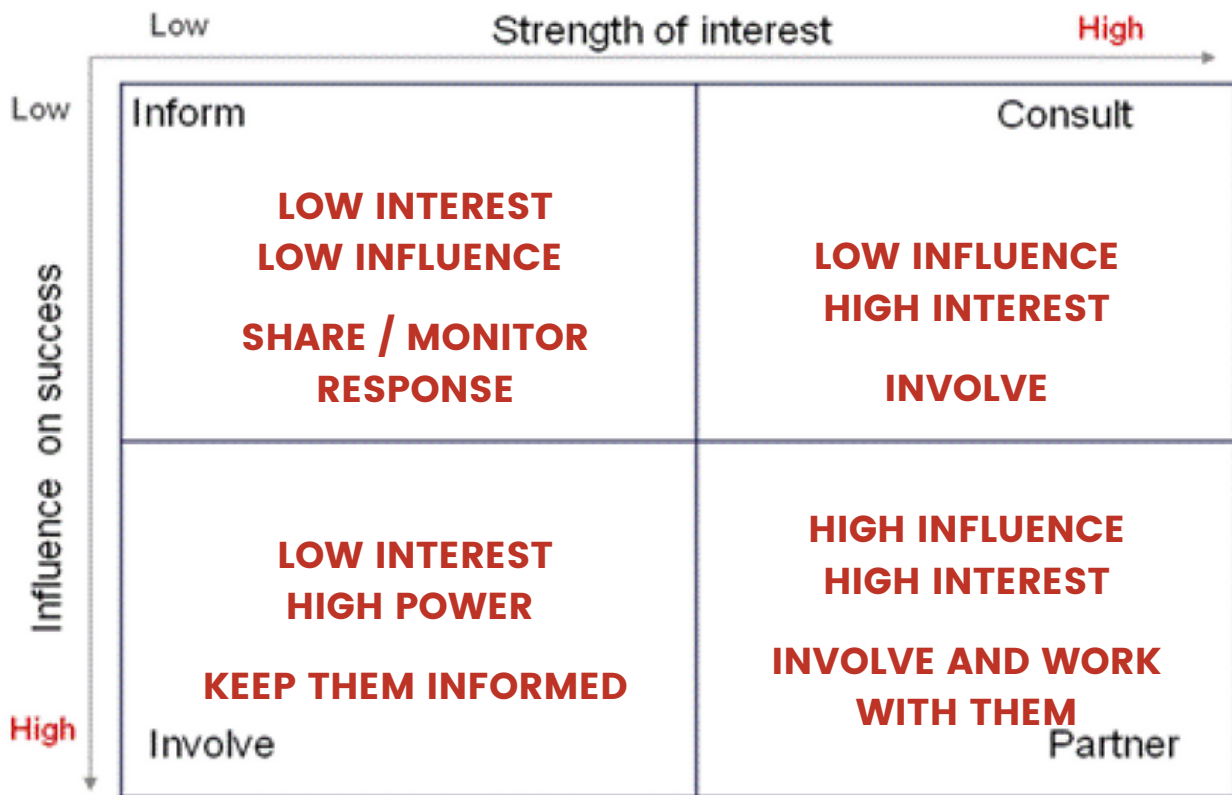 Low
Strength of interest
High
Low
Inform
Consult
LOW INTEREST
LOW INFLUENCE
SHARE / MONITOR
RESPONSE
LOW INFLUENCE
HIGH INTEREST
INVOLVE
Influence on success
LOW INTEREST
HIGH POWER
KEEP THEM INFORMED
HIGH INFLUENCE
HIGH INTEREST
INVOLVE AND WORK
WITH THEM
High
Involve
Partner